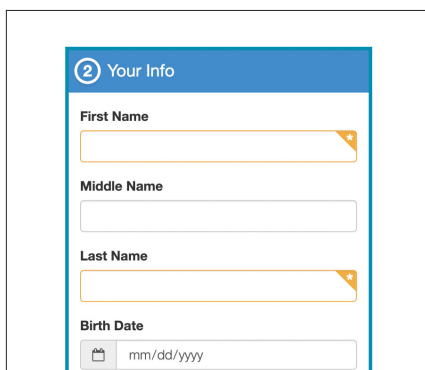 2 Your Info
First Name
Middle Name
Last Name
Birth Date
mm/dd/yyyy